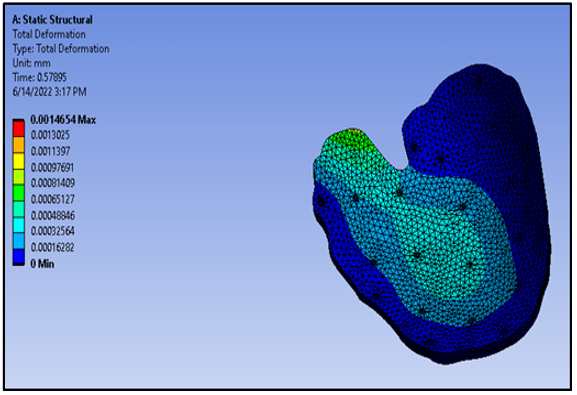 A: Static Structural
Total Deformation
Type: Total Deformation
Unit: mm
Time: 0.57895
6/14/2022 3:17 PM
0.0014654 Max
0.0013025
0.0011397
0.00097691
0.00081409
0.00065127
0.00048846
0.00032564
0.00016282
0 Min